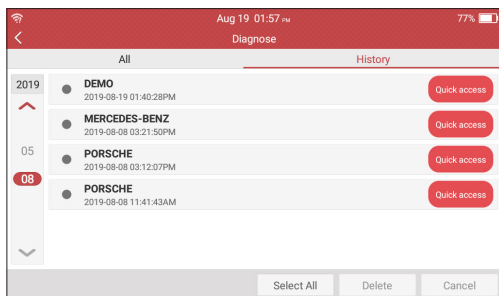 Aug 19 01:57 PM
77%
Diagnose
All
History
2019
05
08
DEMO
2019-08-19 01:40:28PM
Quick access
MERCEDES-BENZ
2019-08-08 03:21:50PM
Quick access
PORSCHE
2019-08-08 03:12:07PM
Quick access
PORSCHE
2019-08-08 11:41:43AM
Quick access
Select All
Delete
Cancel